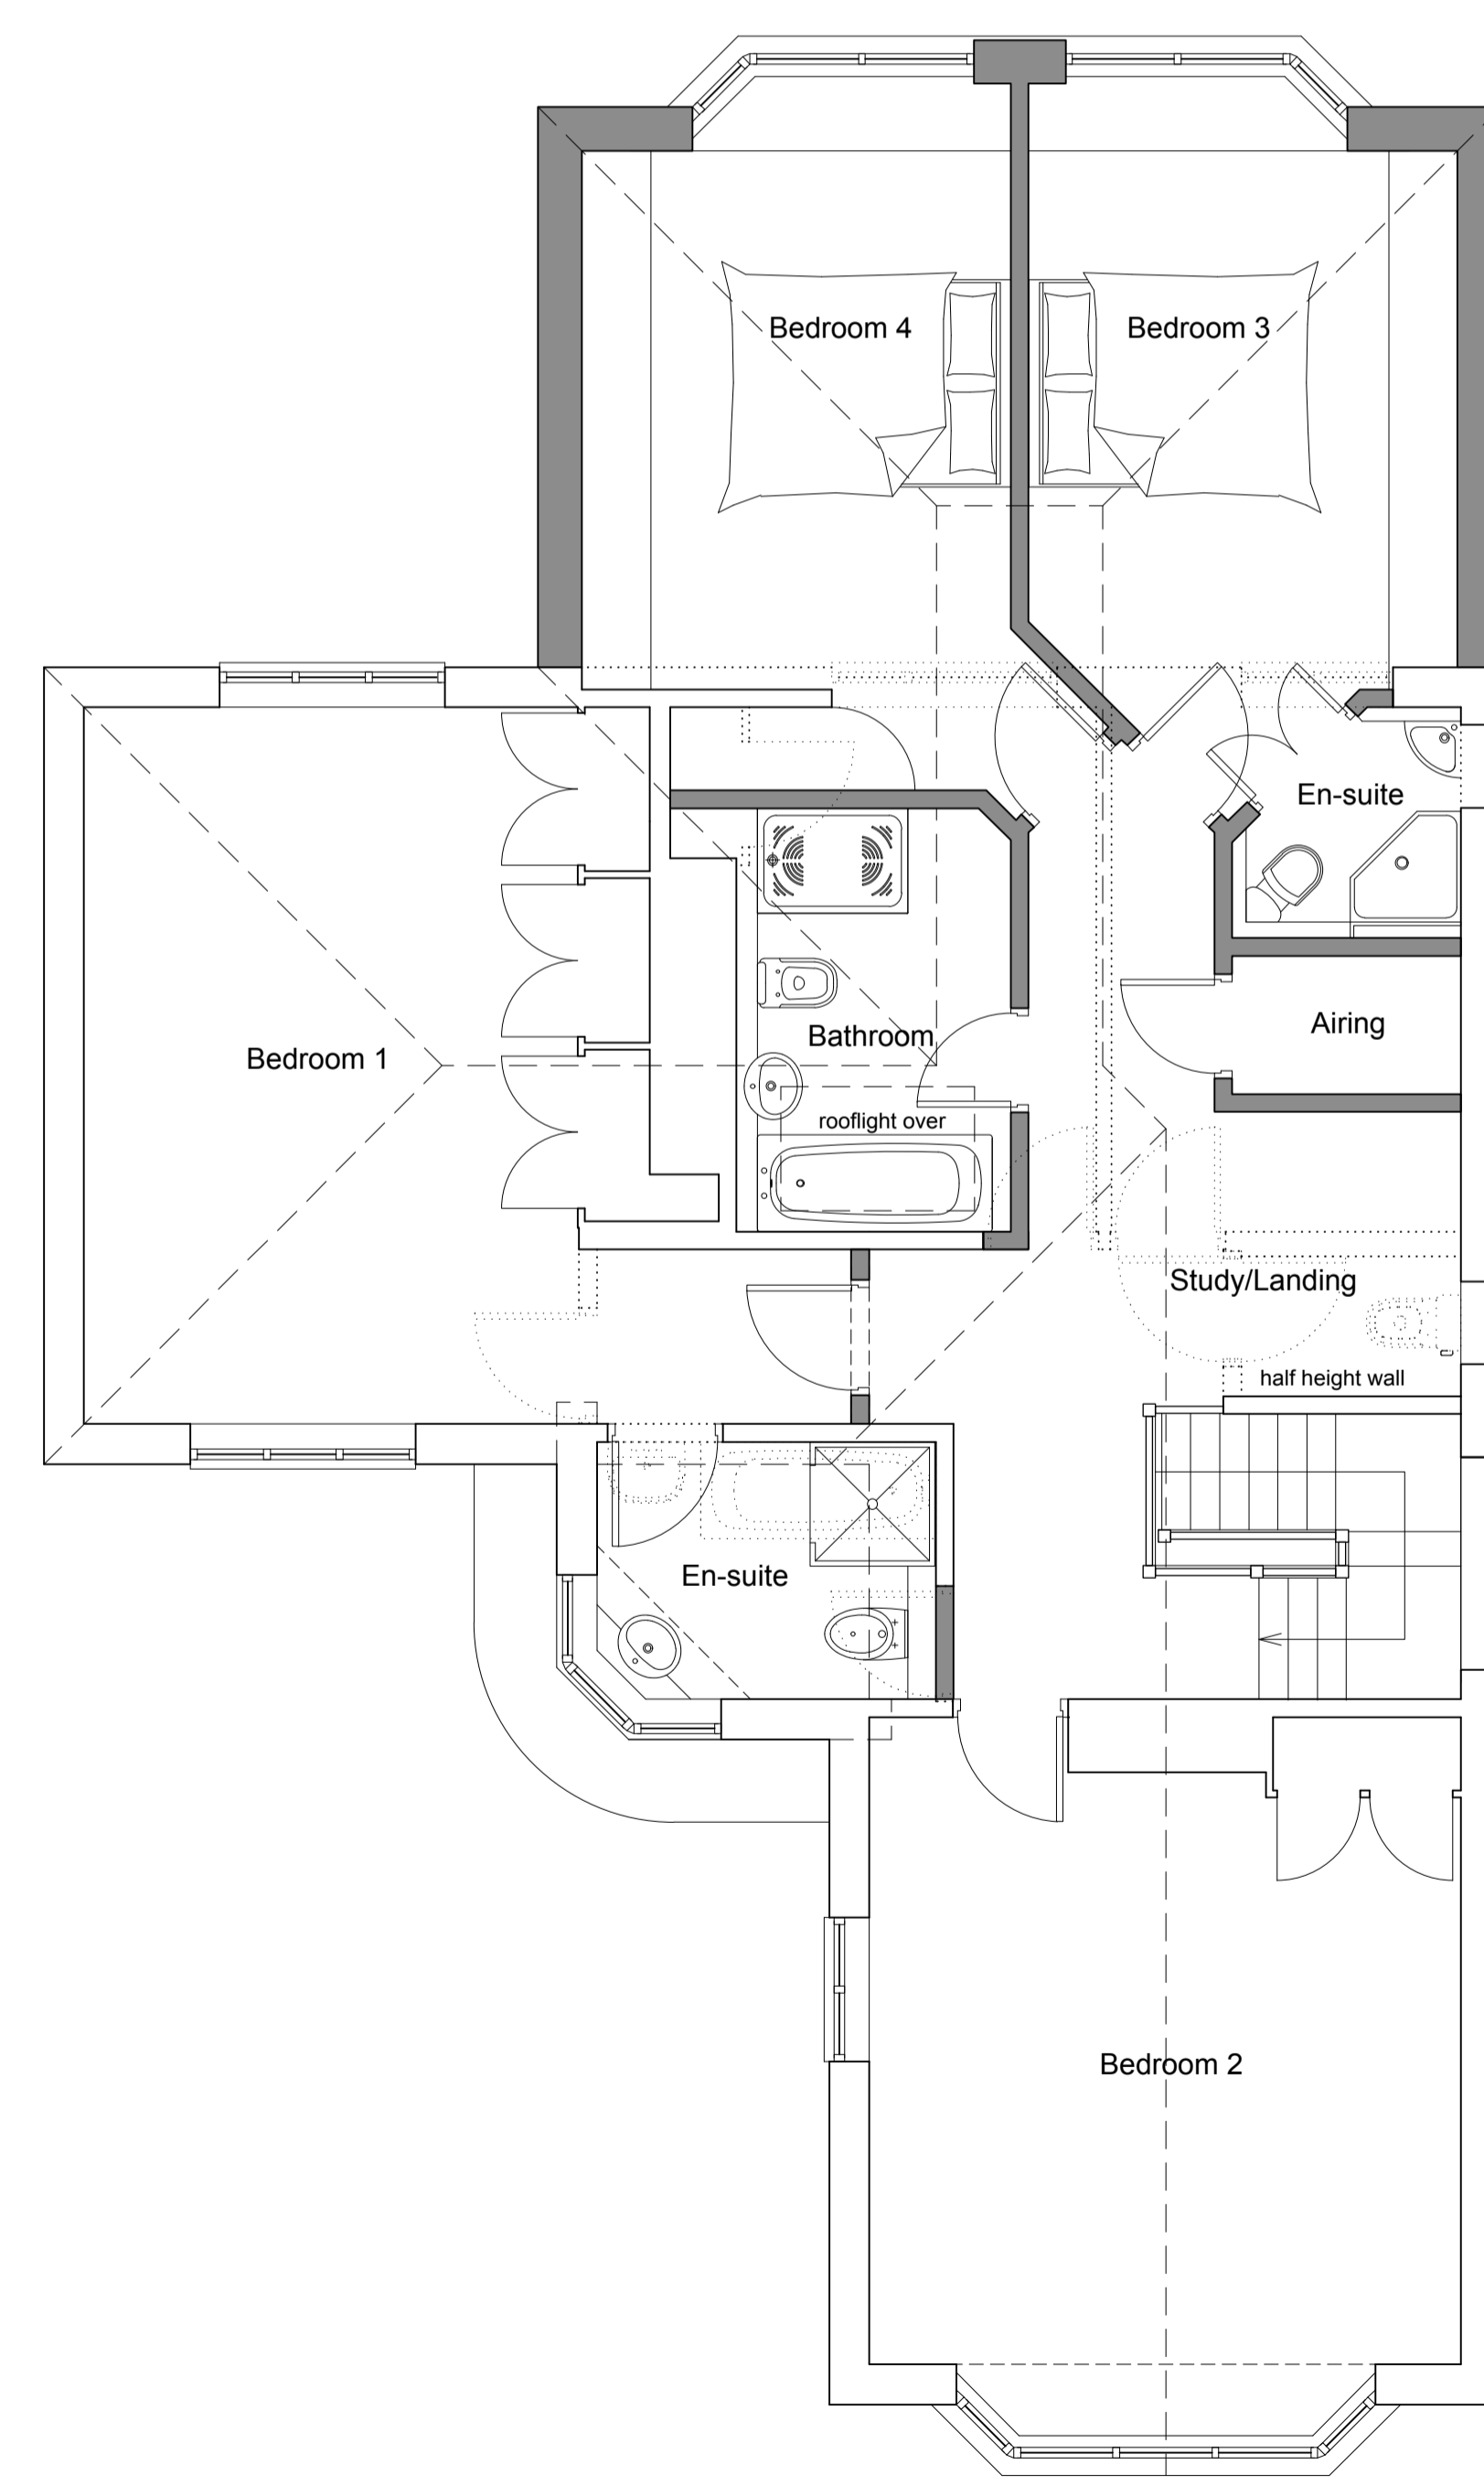 Bedroom 4
Bedroom 3
En-suite
Airing
Bathroom
Bedroom 1
rooflight over
Study/Landing
half height wall
En-suite
Bedroom 2